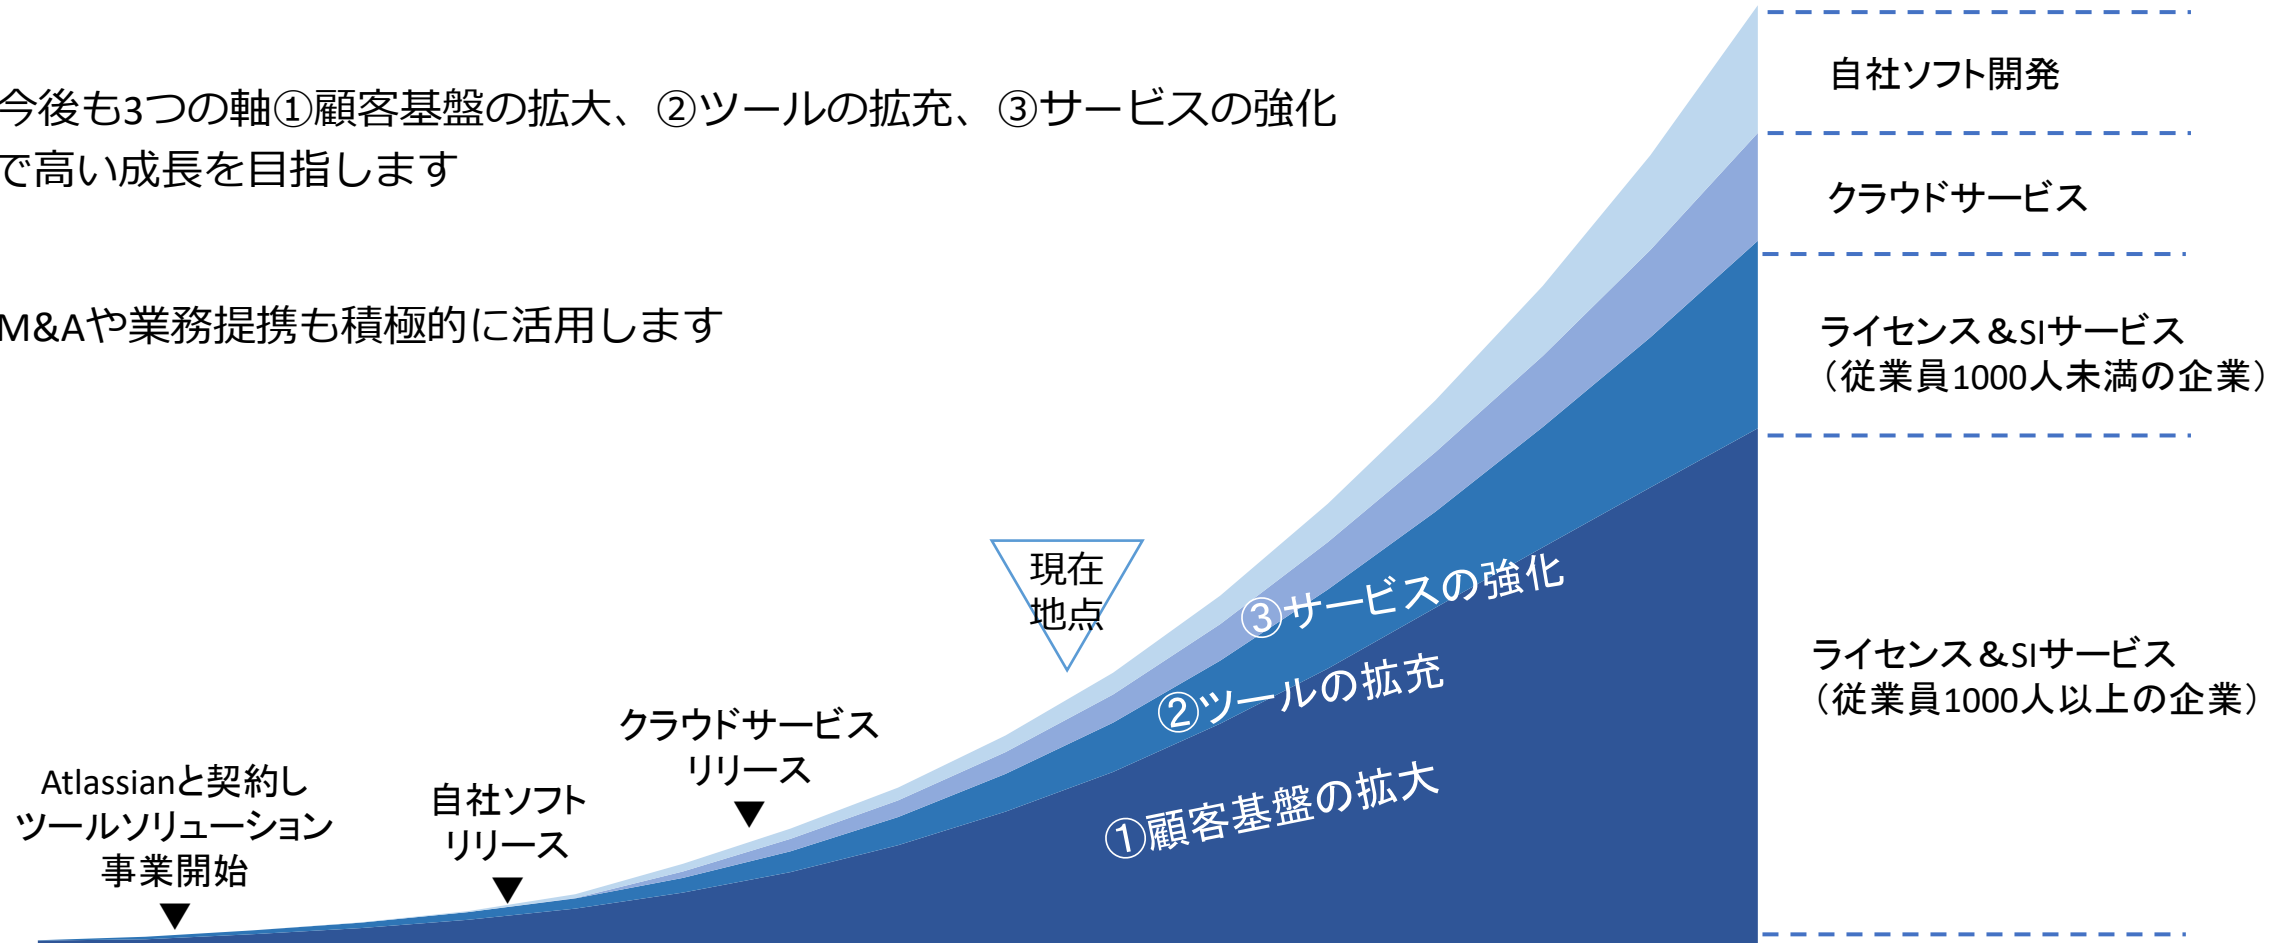 今後も3つの軸①顧客基盤の拡大、②ツールの拡充、③サービスの強化
で高い成長を目指します
M&Aや業務提携も積極的に活用します
自社ソフト開発
クラウドサービス
ライセンス＆SIサービス
（従業員1000人未満の企業）
ライセンス＆SIサービス
（従業員1000人以上の企業）
現在
地点
③サービスの強化
②ツールの拡充
①顧客基盤の拡大
クラウドサービス
リリース
自社ソフト
リリース
Atlassianと契約し
ツールソリューション
事業開始